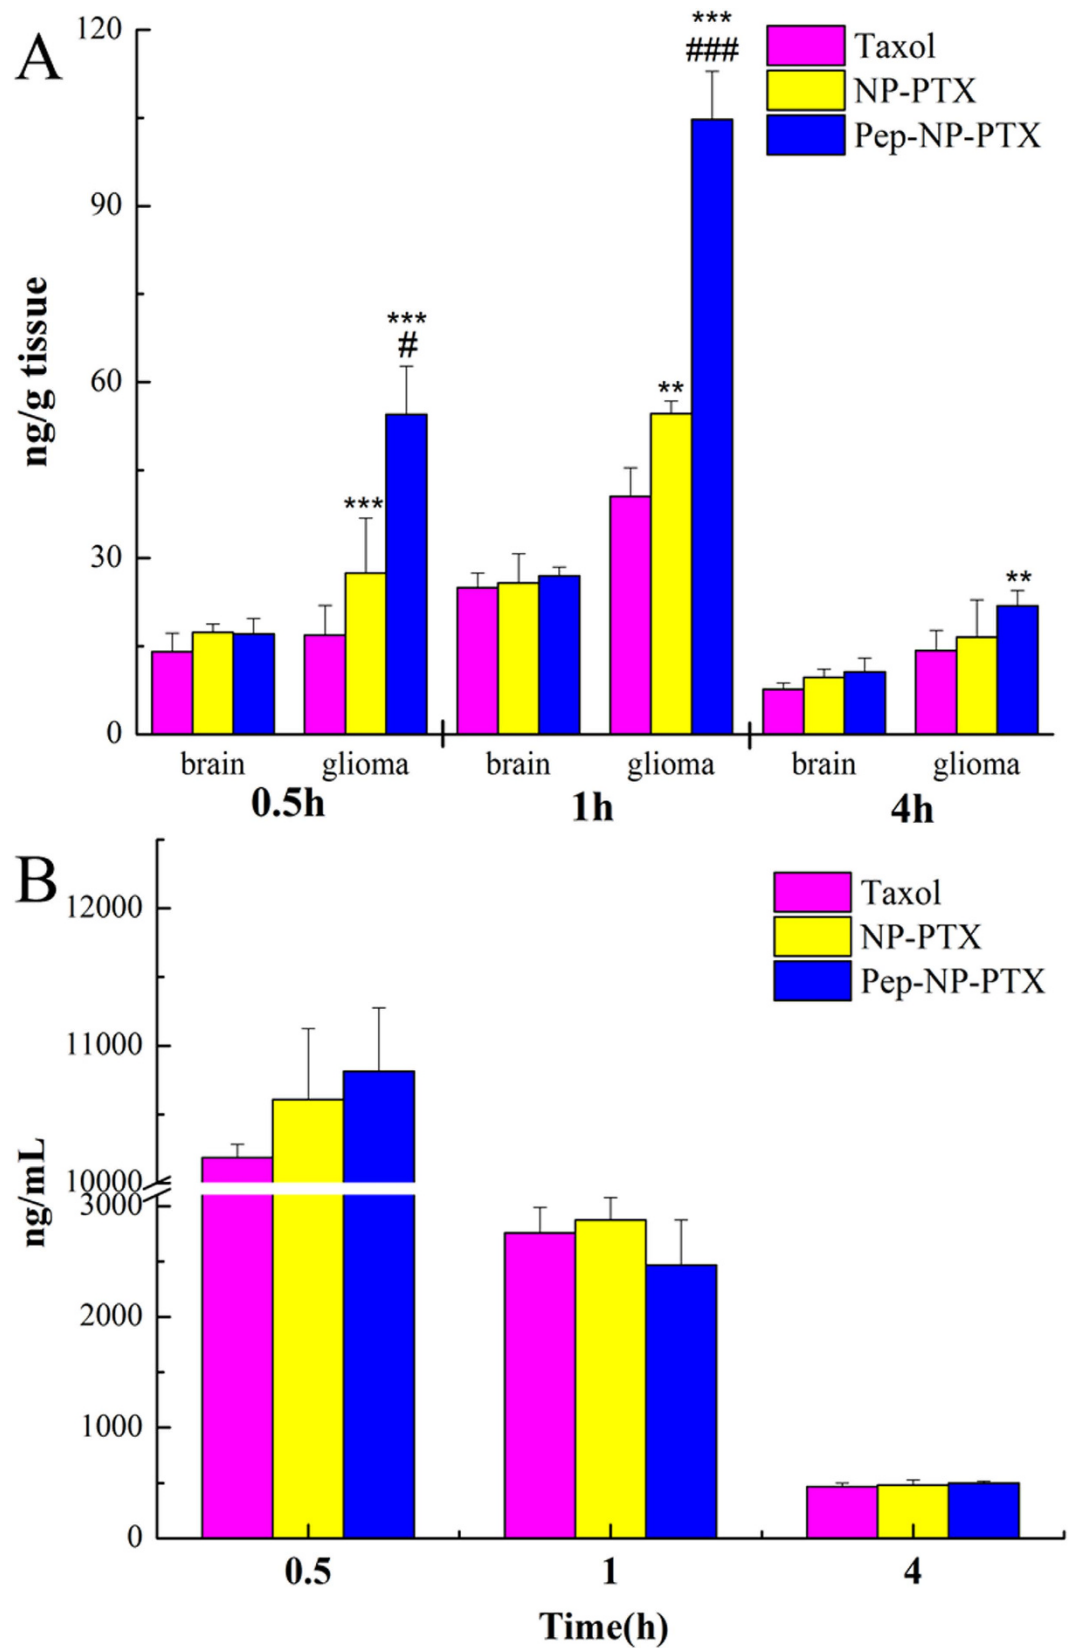 A
120
90
60
30
0
ng/g tissue
Taxol
NP-PTX
Pep-NP-PTX
***
#
***
**
***
###
**
brain glioma brain glioma brain glioma
0.5h 1h 4h
B
12000
11000
10000
3000
2000
1000
0
ng/mL
Taxol
NP-PTX
Pep-NP-PTX
0.5 1 4
Time(h)